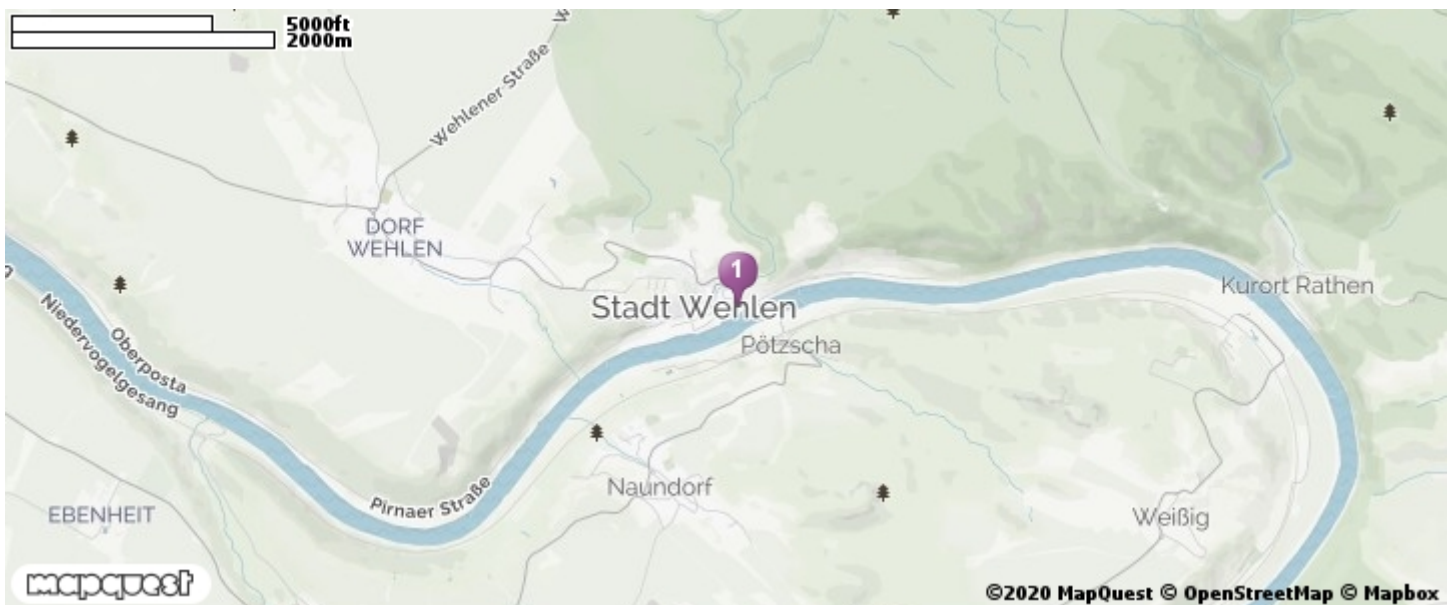 5000ft
2000m
Wehlener Straße
W
DORF
WEHLEN
1
Stadt Wehlen
Pötzscha
Kurort Rathen
Niedervogelgesang
Oberposta
Pirnaer Straße
Naundorf
EBENHEIT
Weißig
mapquest
©2020 MapQuest © OpenStreetMap © Mapbox